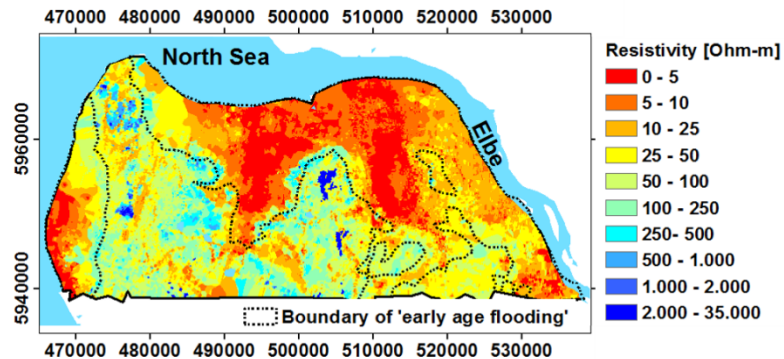 470000 480000 490000 500000 510000 520000 530000
North Sea
Elbe
5960000
5940000
Boundary of 'early age flooding'
470000 480000 490000 500000 510000 520000 530000
Resistivity [Ohm-m]
0 - 5
5 - 10
10 - 25
25 - 50
50 - 100
100 - 250
250- 500
500 - 1.000
1.000 - 2.000
2.000 - 35.000